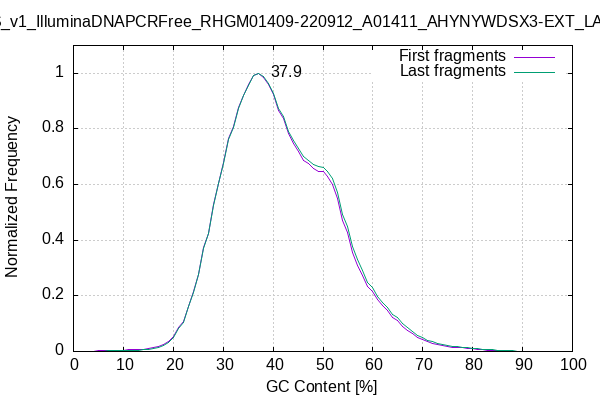 _v1_IlluminaDNAPCRFree_RHGM01409-220912_A01411_AHYNYWDSX3-EXT_LA
First fragments
Last fragments
37.9
1
0.8
0.6
0.4
0.2
0
Normalized Frequency
0 10 20 30 40 50 60 70 80 90 100
GC Content [%]